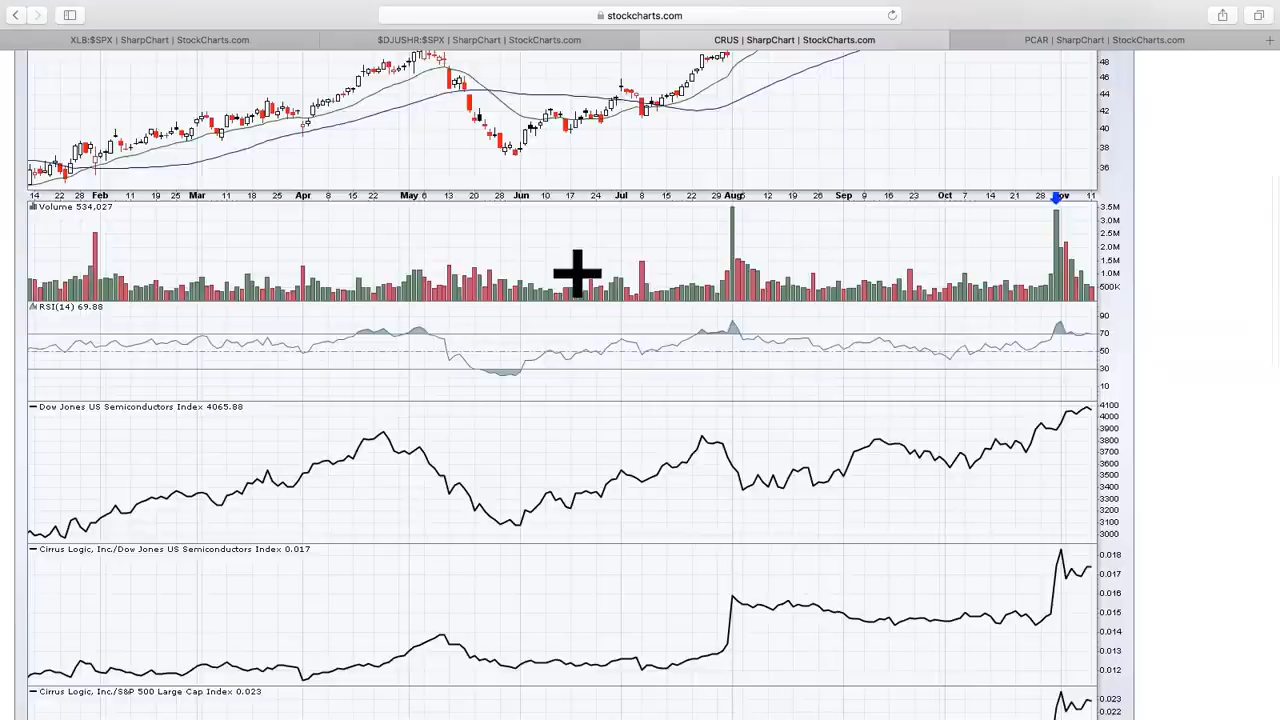 stockcharts.com
XLB:$SPX | SharpChart | StockCharts.com
$DJUSHR:$SPX | SharpChart | StockCharts.com
CRUS | SharpChart | StockCharts.com
PCAR | SharpChart | StockCharts.com
48
46
44
42
40
38
36
14 22 28 Feb 11 19 25 Mar 11 18 25 Apr 8 15 22 May 6 13 20 Jun 10 17 24 Jul 8 15 22 29 Aug 5 12 19 26 Sep 9 16 23 Oct 7 14 21 28 Nov 11
Volume 534,027
3.5M
3.0M
2.5M
2.0M
1.5M
1.0M
500K
RSI(14) 69.88
90
70
50
30
10
Dow Jones US Semiconductors Index 4065.88
4100
4000
3900
3800
3700
3600
3500
3400
3300
3200
3100
3000
Cirrus Logic, Inc./Dow Jones US Semiconductors Index 0.017
0.018
0.017
0.016
0.015
0.014
0.013
0.012
Cirrus Logic, Inc./S&P 500 Large Cap Index 0.023
0.023
0.022